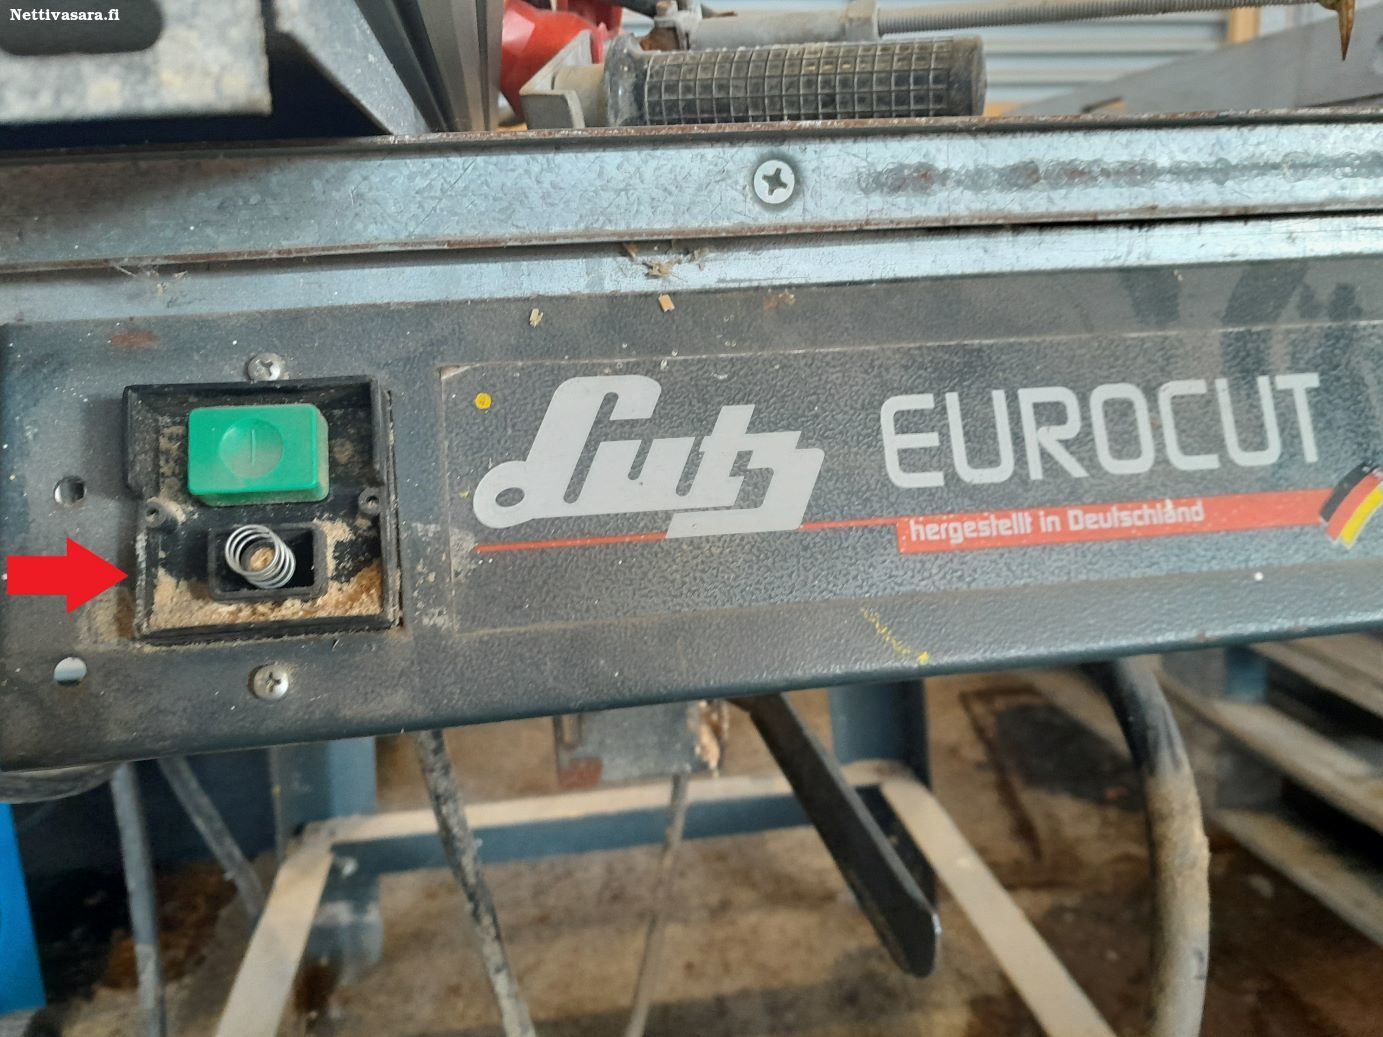 Nettivasara.fi
Lutz EUROCUT
hergestellt in Deutschland
I